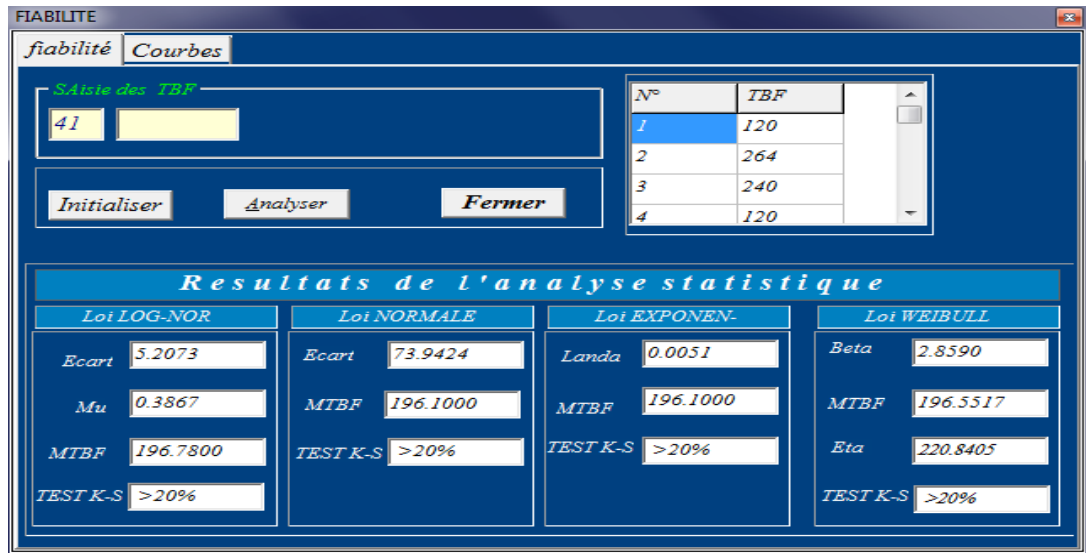 FIABILITE
fiabilité Courbes
SAisie des TBF
41
N° TBF
1 120
2 264
3 240
4 120
Initialiser Analyser Fermer
Resultats de l'analyse statistique
Loi LOG-NOR
Ecart 5.2073
Mu 0.3867
MTBF 196.7800
TEST K-S >20%
Loi NORMALE
Ecart 73.9424
MTBF 196.1000
TEST K-S >20%
Loi EXPONEN-
Landa 0.0051
MTBF 196.1000
TEST K-S >20%
Loi WEIBULL
Beta 2.8590
MTBF 196.5517
Eta 220.8405
TEST K-S >20%